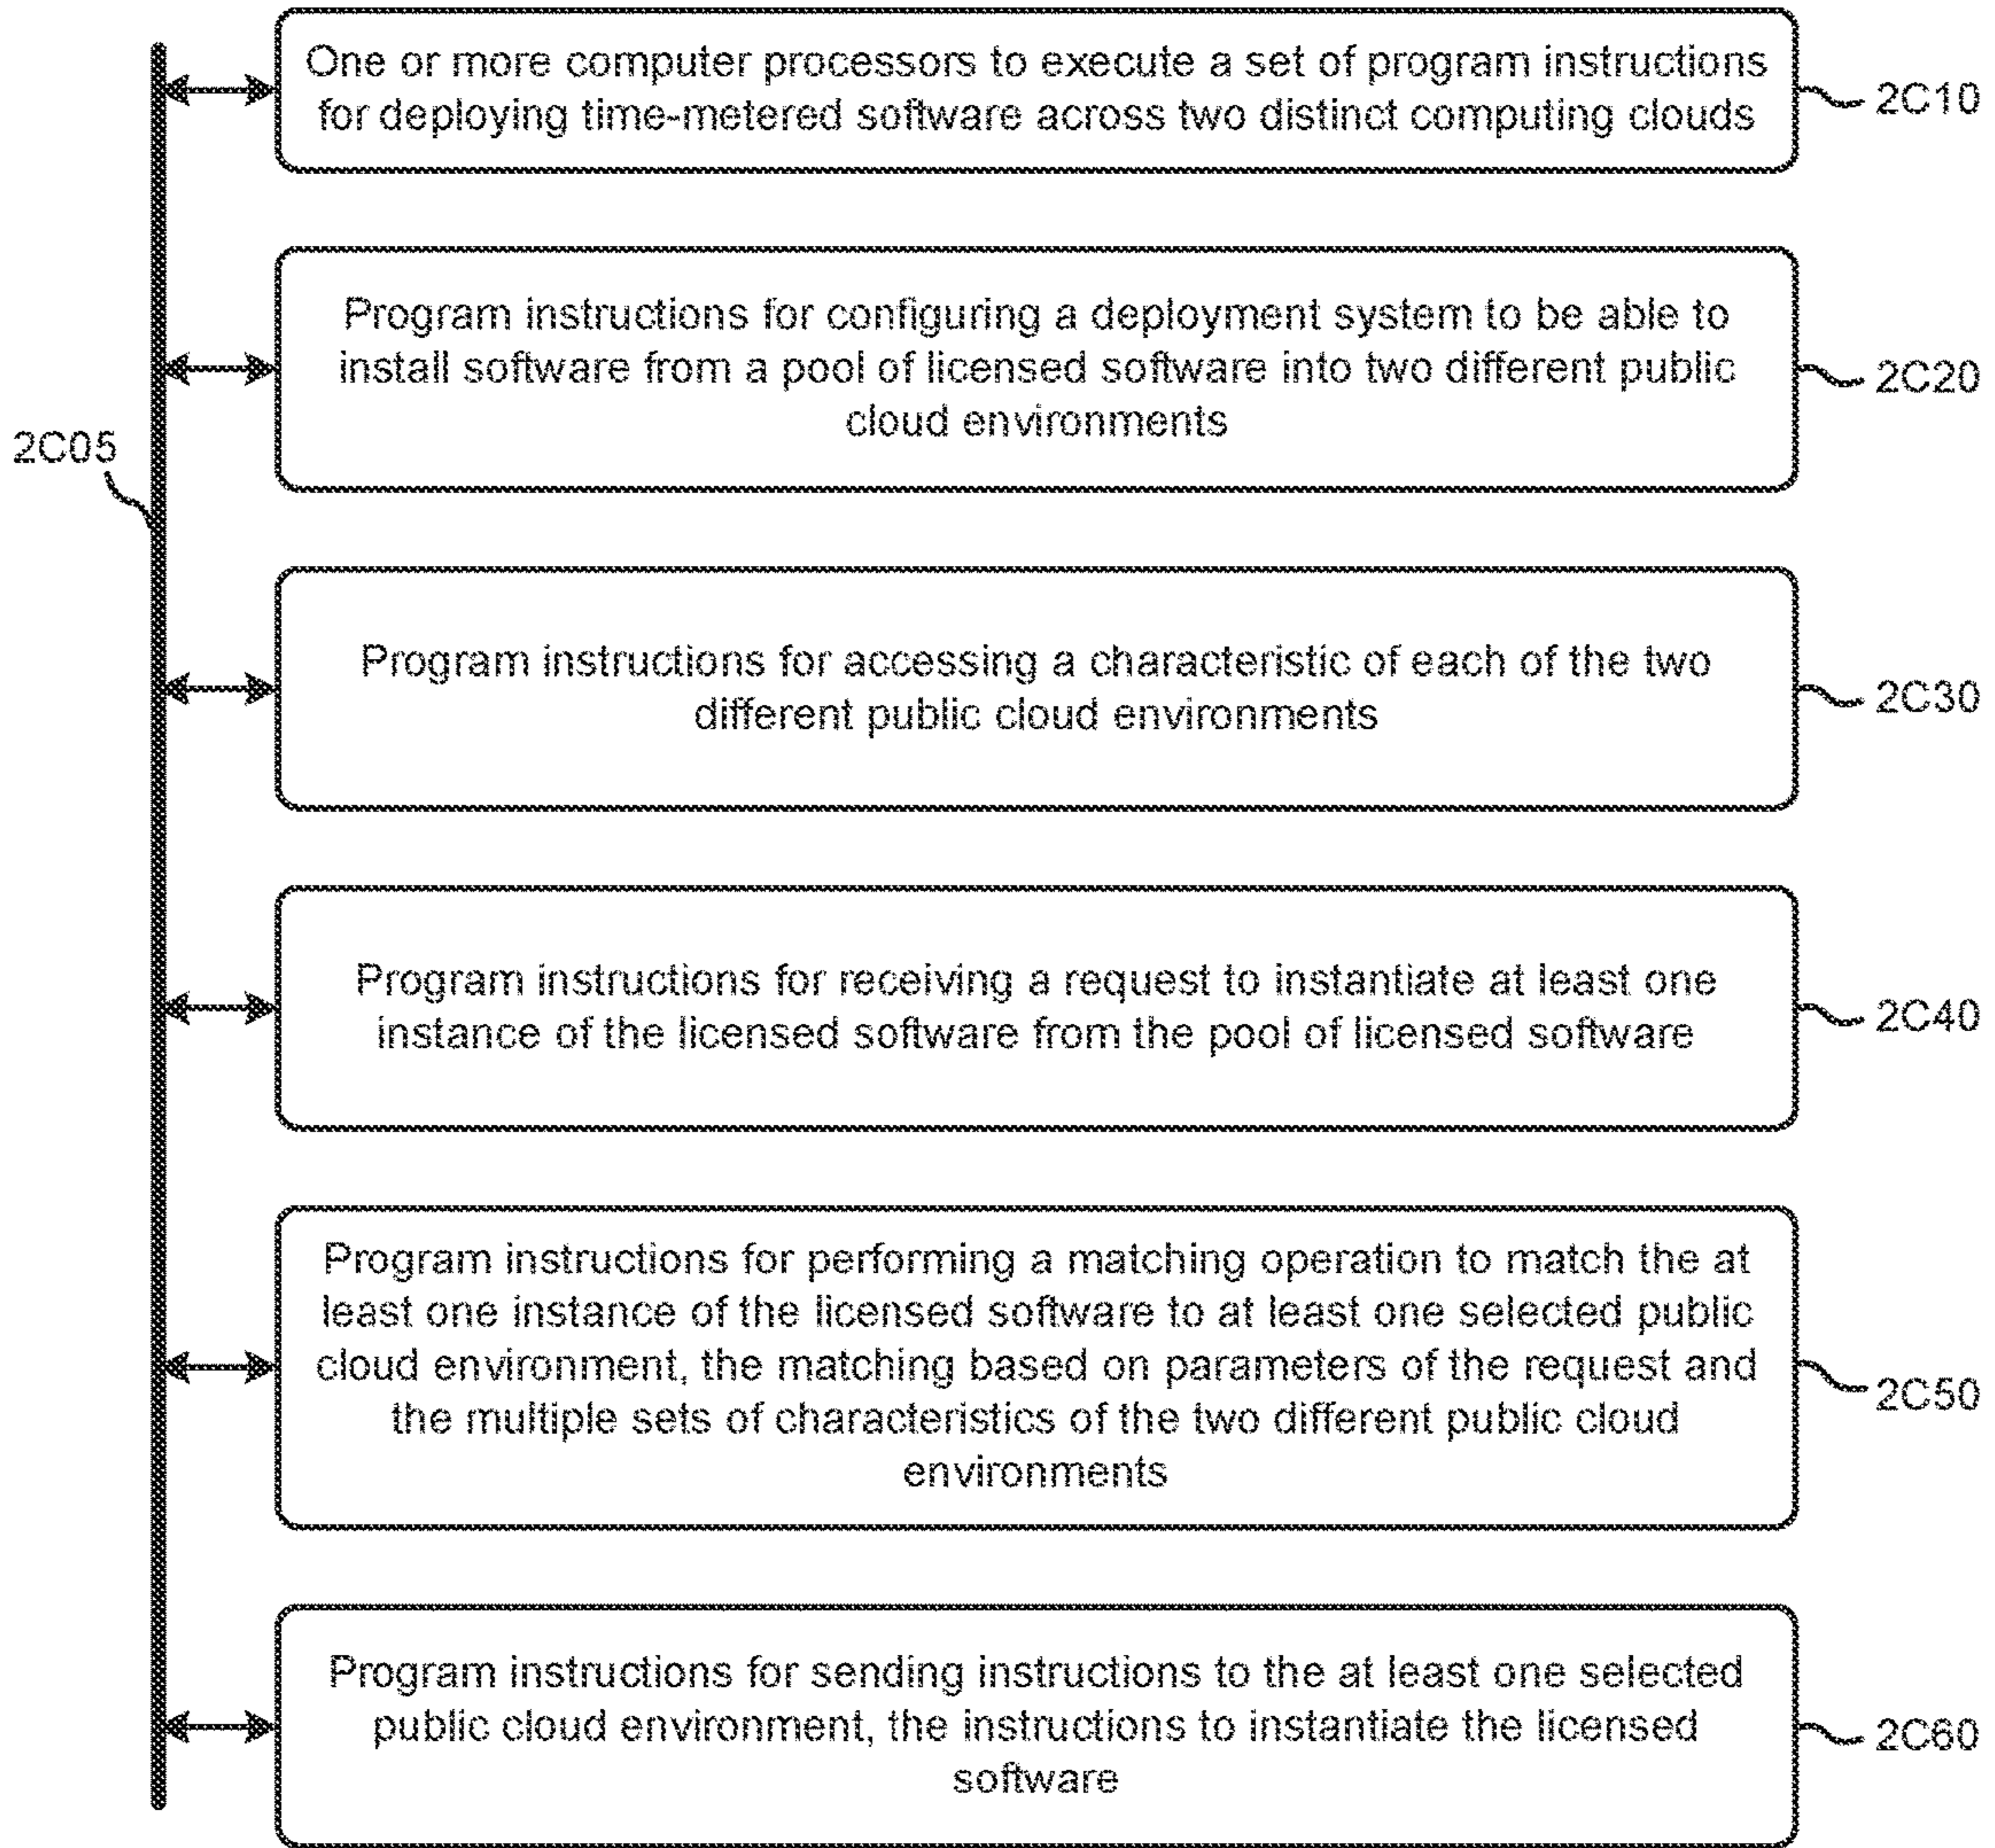 One or more computer processors to execute a set of program instructions
for deploying time-metered software across two distinct computing clouds
2C10
Program instructions for configuring a deployment system to be able to
install software from a pool of licensed software into two different public
cloud environments
2C20
2C05
Program instructions for accessing a characteristic of each of the two
different public cloud environments
2C30
Program instructions for receiving a request to instantiate at least one
instance of the licensed software from the pool of licensed software
2C40
Program instructions for performing a matching operation to match the at
least one instance of the licensed software to at least one selected public
cloud environment, the matching based on parameters of the request and
the multiple sets of characteristics of the two different public cloud
environments
2C50
Program instructions for sending instructions to the at least one selected
public cloud environment, the instructions to instantiate the licensed
software
2C60